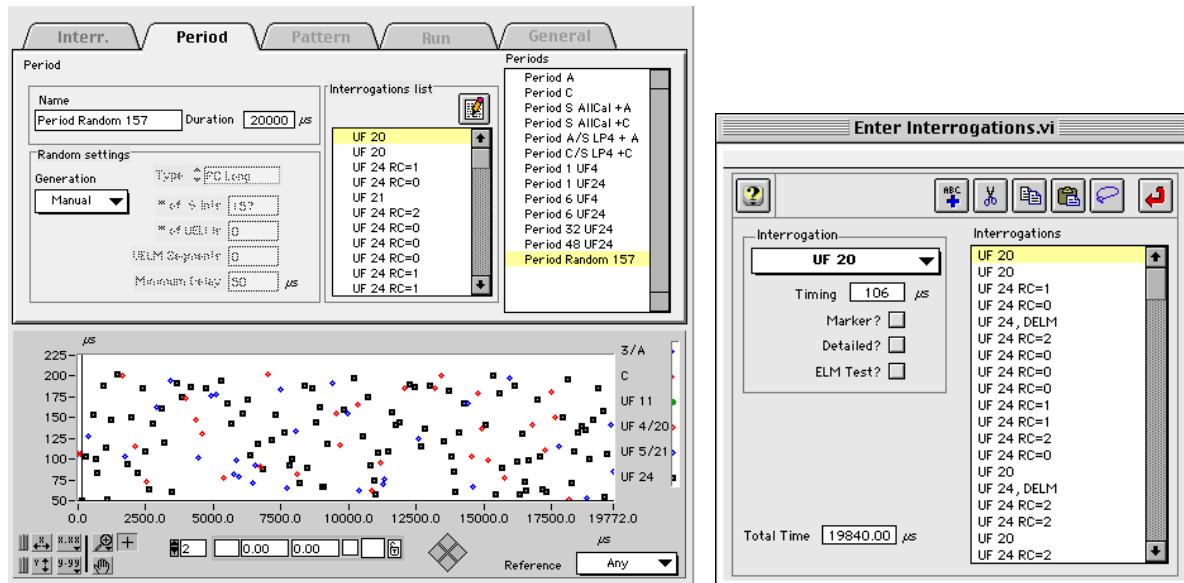 Interr.
Period
Pattern
Run
General
Period
Name
Period Random 157
Duration 20000 µs
Random settings
Generation
Manual
Type
# of
# of
UELM Segments 0
Minimum Delay 50 µs
Interrogations list
UF 20
UF 20
UF 24 RC=1
UF 24 RC=0
UF 21
UF 24 RC=2
UF 24 RC=0
UF 24 RC=0
UF 24 RC=0
UF 24 RC=1
UF 24 RC=1
Periods
Period A
Period C
Period S AllCal +A
Period S AllCal +C
Period A/S LP4 + A
Period C/S LP4 +C
Period 1 UF4
Period 1 UF24
Period 6 UF4
Period 6 UF24
Period 32 UF24
Period 48 UF24
Period Random 157
µs
225-
200-
175-
150-
125-
100-
75-
50-
0.0 2500.0 5000.0 7500.0 10000.0 12500.0 15000.0 17500.0 19772.0
µs
3/A
C
UF 11
UF 4/20
UF 5/21
UF 24
X X.XX
Y Y.YY
2 0.00 0.00
Reference Any
Enter Interrogations.vi
?
ABC
Interrogation
UF 20
Timing 106 µs
Marker?
Detailed?
ELM Test?
Total Time 19840.00 µs
Interrogations
UF 20
UF 20
UF 24 RC=1
UF 24 RC=0
UF 24, DELM
UF 24 RC=2
UF 24 RC=0
UF 24 RC=0
UF 24 RC=0
UF 24 RC=1
UF 24 RC=1
UF 24 RC=2
UF 24 RC=0
UF 20
UF 24, DELM
UF 24 RC=2
UF 24 RC=2
UF 20
UF 24 RC=2